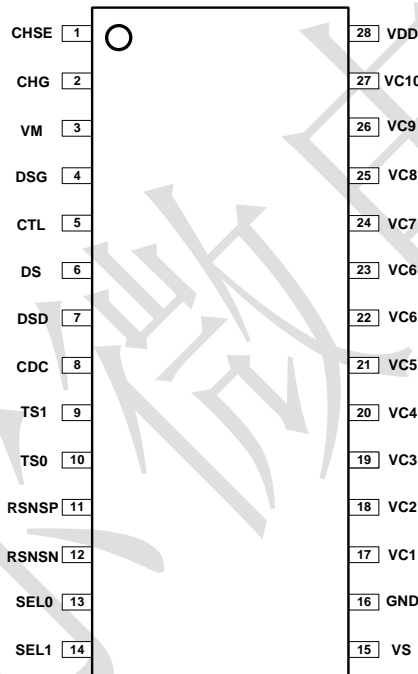 CHSE 1 28 VDD
CHG 2 27 VC10
VM 3 26 VC9
DSG 4 25 VC8
CTL 5 24 VC7
DS 6 23 VC6
DSD 7 22 VC6
CDC 8 21 VC5
TS1 9 20 VC4
TS0 10 19 VC3
RSNSP 11 18 VC2
RSNSN 12 17 VC1
SEL0 13 16 GND
SEL1 14 15 VS
微